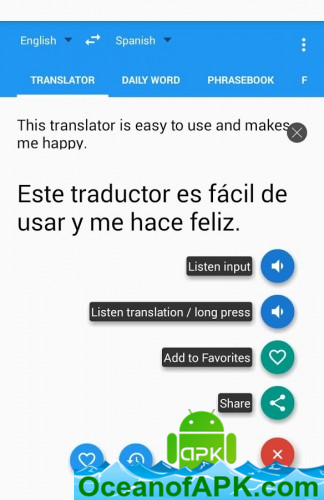 English Spanish
TRANSLATOR DAILY WORD PHRASEBOOK F
This translator is easy to use and makes
me happy.
Este traductor es fácil de
usar y me hace feliz.
Listen input
Listen translation / long press
Add to Favorites
Share
APK
OceanofAPK.com